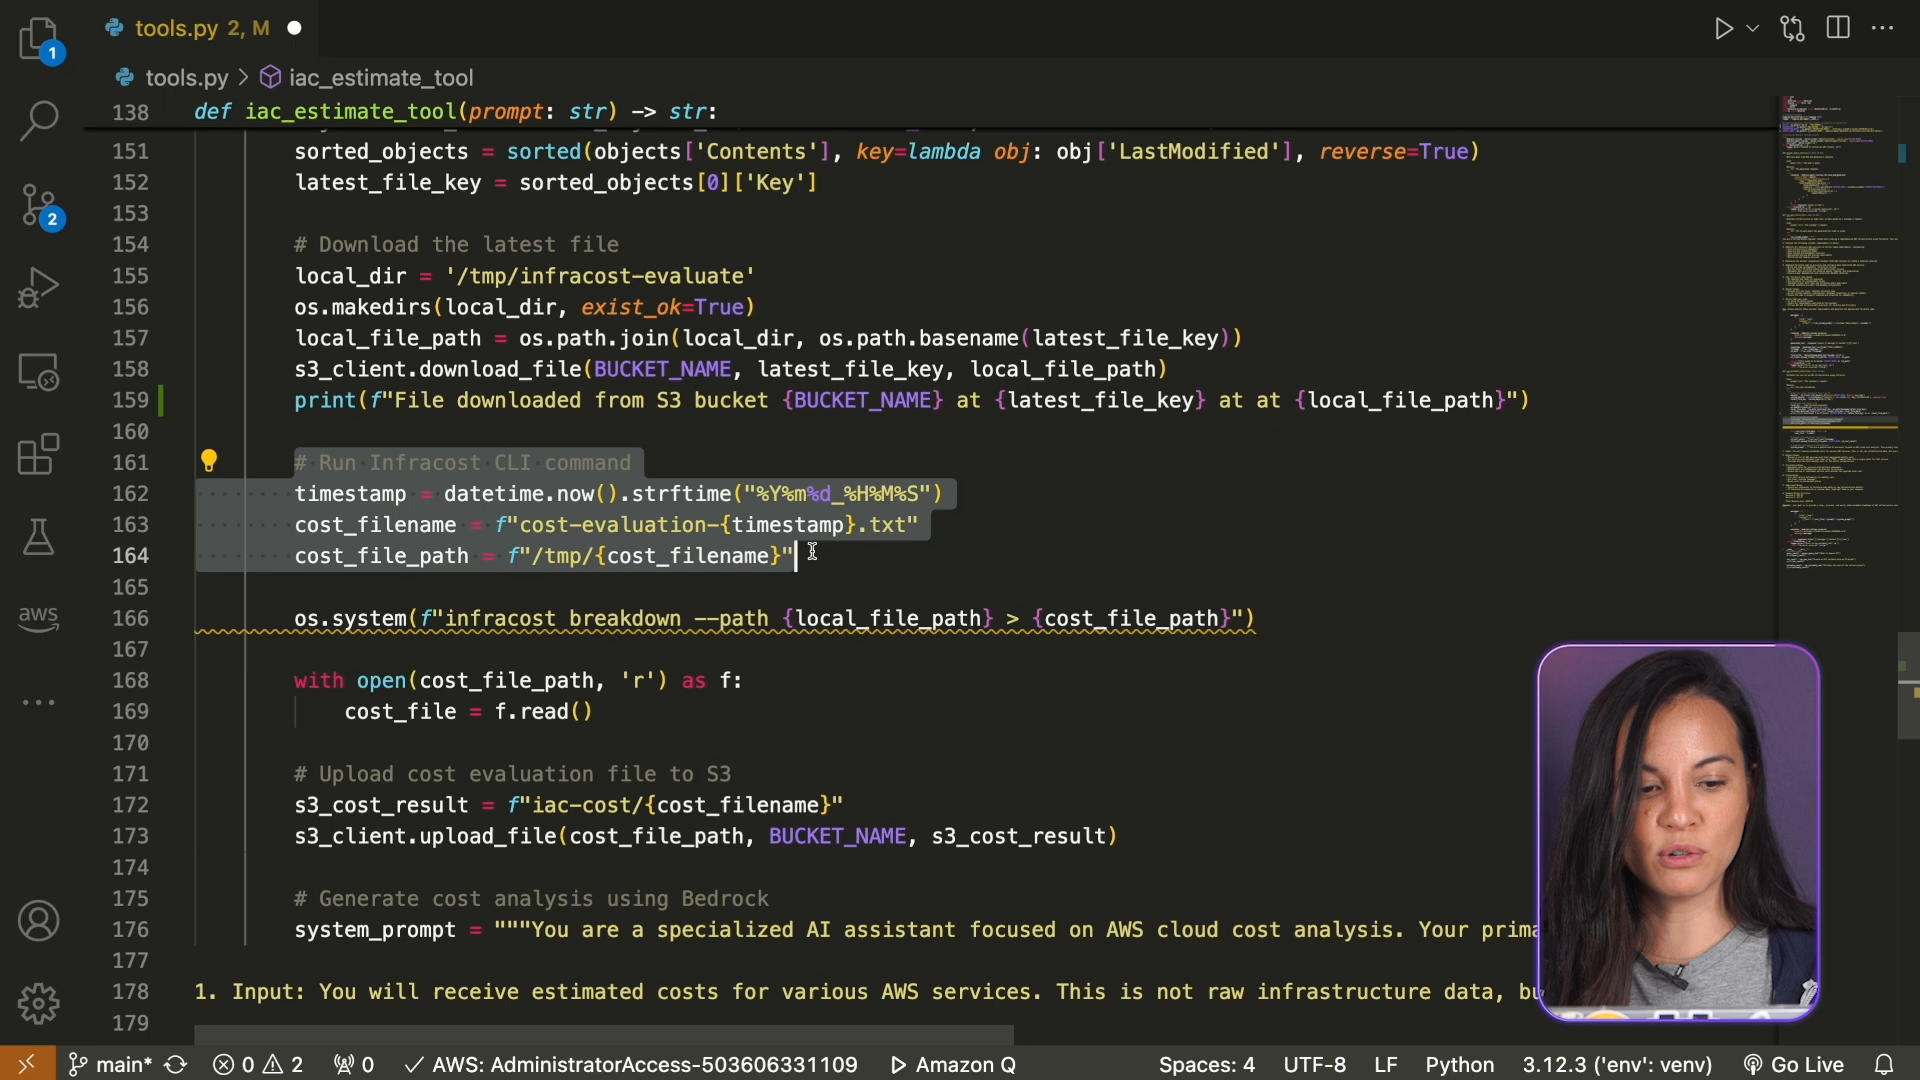 1
tools.py 2, M
tools.py > iac_estimate_tool
138 def iac_estimate_tool(prompt: str) -> str:
151 sorted_objects = sorted(objects['Contents'], key=lambda obj: obj['LastModified'], reverse=True)
152 latest_file_key = sorted_objects[0]['Key']
153
154 # Download the latest file
155 local_dir = '/tmp/infracost-evaluate'
156 os.makedirs(local_dir, exist_ok=True)
157 local_file_path = os.path.join(local_dir, os.path.basename(latest_file_key))
158 s3_client.download_file(BUCKET_NAME, latest_file_key, local_file_path)
159 print(f"File downloaded from S3 bucket {BUCKET_NAME} at {latest_file_key} at at {local_file_path}")
160
161 # Run Infracost CLI command
162 timestamp = datetime.now().strftime("%Y%m%d_%H%M%S")
163 cost_filename = f"cost-evaluation-{timestamp}.txt"
164 cost_file_path = f"/tmp/{cost_filename}"
165
166 os.system(f"infracost breakdown --path {local_file_path} > {cost_file_path}")
167
168 with open(cost_file_path, 'r') as f:
169 cost_file = f.read()
170
171 # Upload cost evaluation file to S3
172 s3_cost_result = f"iac-cost/{cost_filename}"
173 s3_client.upload_file(cost_file_path, BUCKET_NAME, s3_cost_result)
174
175 # Generate cost analysis using Bedrock
176 system_prompt = """You are a specialized AI assistant focused on AWS cloud cost analysis. Your
177
178 1. Input: You will receive estimated costs for various AWS services. This is not raw infrastructure data,
179
2
aws
main* 0 2 0 AWS: AdministratorAccess-503606331109 Amazon Q Spaces: 4 UTF-8 LF Python 3.12.3 ('env': venv) Go Live